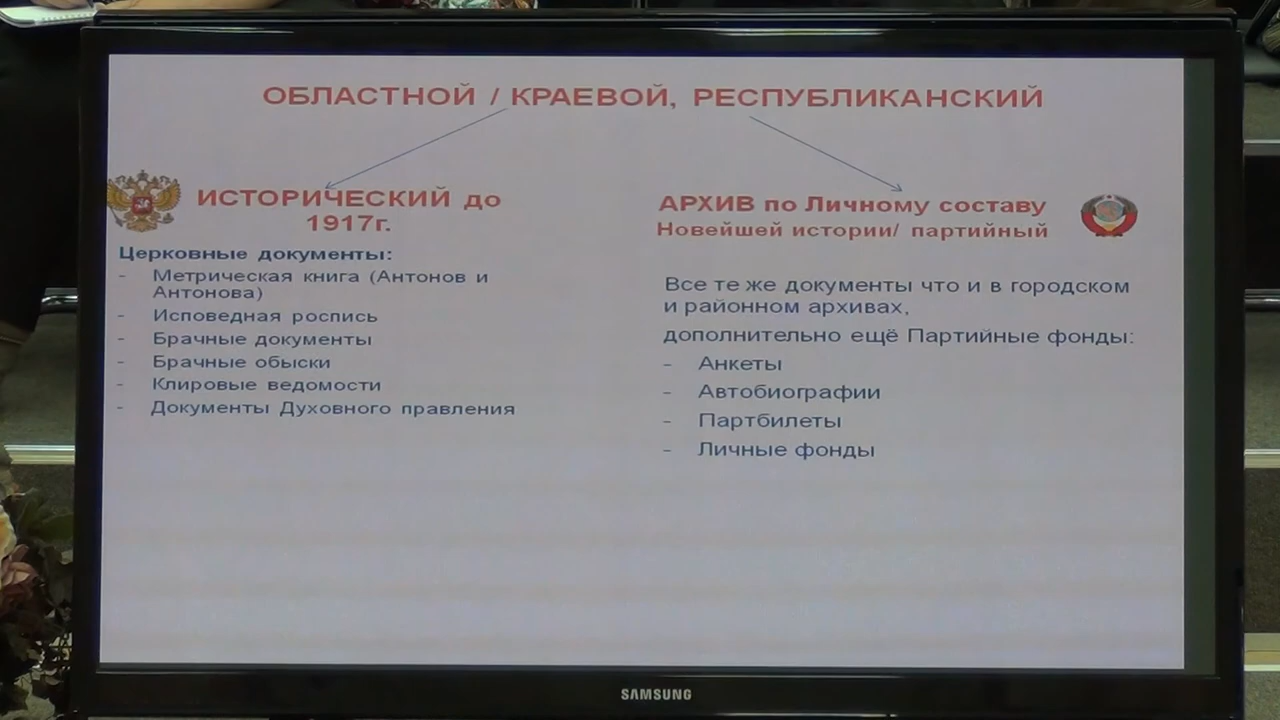 ОБЛАСТНОЙ / КРАЕВОЙ, РЕСПУБЛИКАНСКИЙ
ИСТОРИЧЕСКИЙ до
1917г.
Церковные документы:
- Метрическая книга (Антонов и
Антонова)
- Исповедная роспись
- Брачные документы
- Брачные обыски
- Клировые ведомости
- Документы Духовного правления
АРХИВ по Личному составу
Новейшей истории/ партийный
Все те же документы что и в городском
и районном архивах,
дополнительно ещё Партийные фонды:
- Анкеты
- Автобиографии
- Партбилеты
- Личные фонды
SAMSUNG